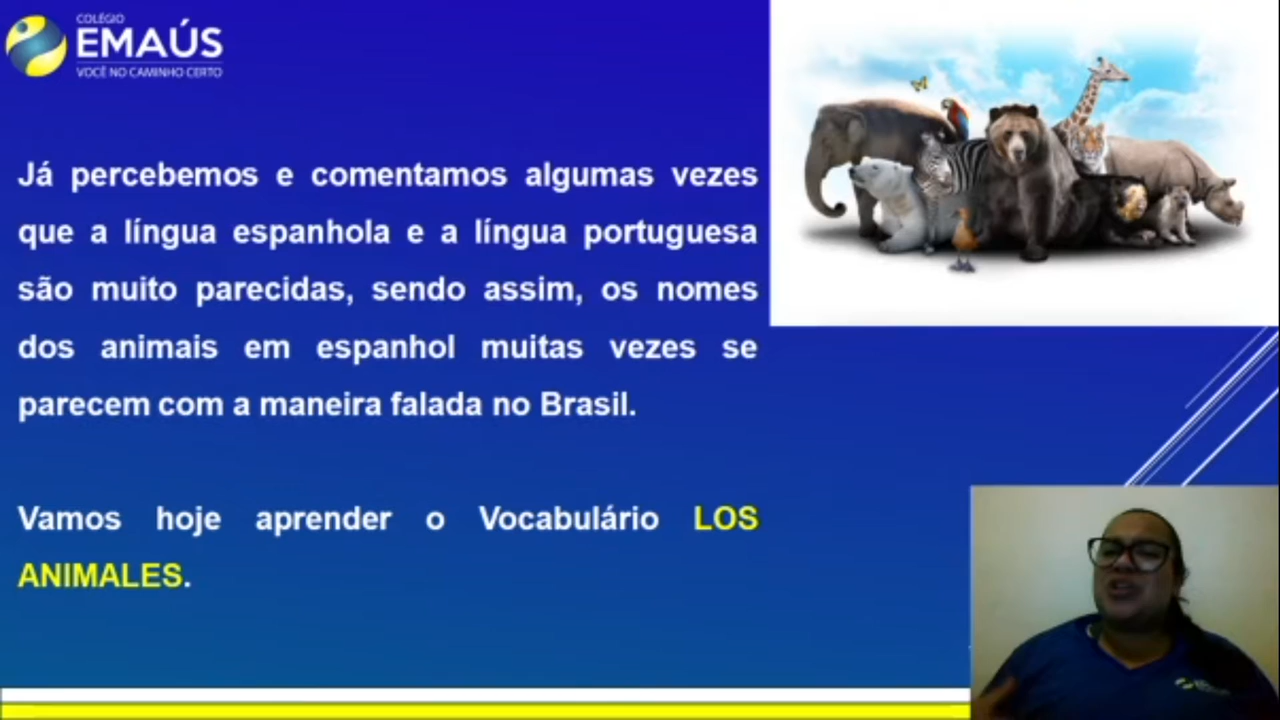 COLÉGIO
EMAÚS
VOCÊ NO CAMINHO CERTO
Já percebemos e comentamos algumas vezes
que a língua espanhola e a língua portuguesa
são muito parecidas, sendo assim, os nomes
dos animais em espanhol muitas vezes se
parecem com a maneira falada no Brasil.
Vamos hoje aprender o Vocabulário LOS
ANIMALES.